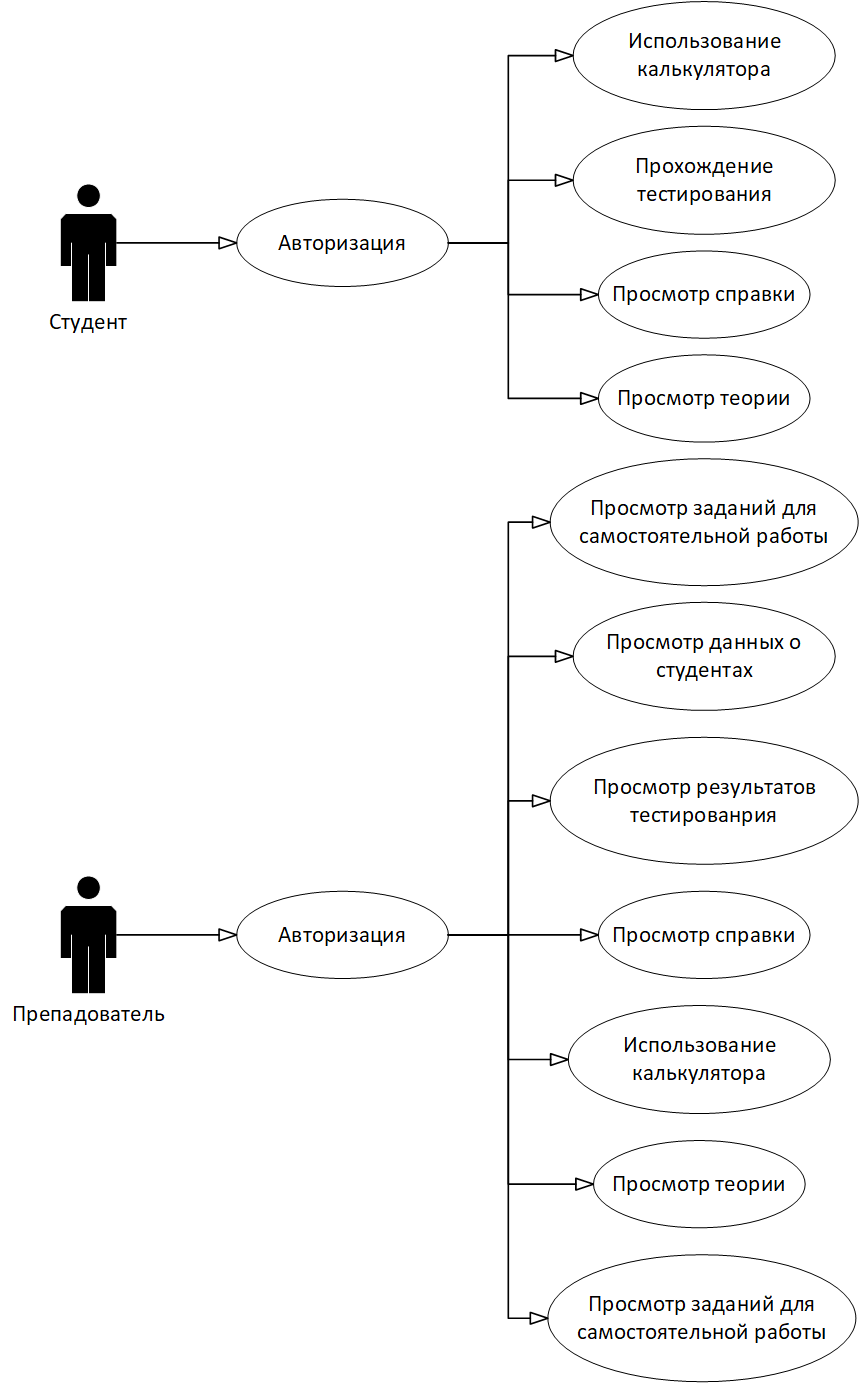 Использование
калькулятора
Прохождение
тестирования
Авторизация
Просмотр справки
Студент
Просмотр теории
Просмотр заданий для
самостоятельной работы
Просмотр данных о
студентах
Просмотр результатов
тестированрия
Авторизация
Просмотр справки
Препадователь
Использование
калькулятора
Просмотр теории
Просмотр заданий для
самостоятельной работы